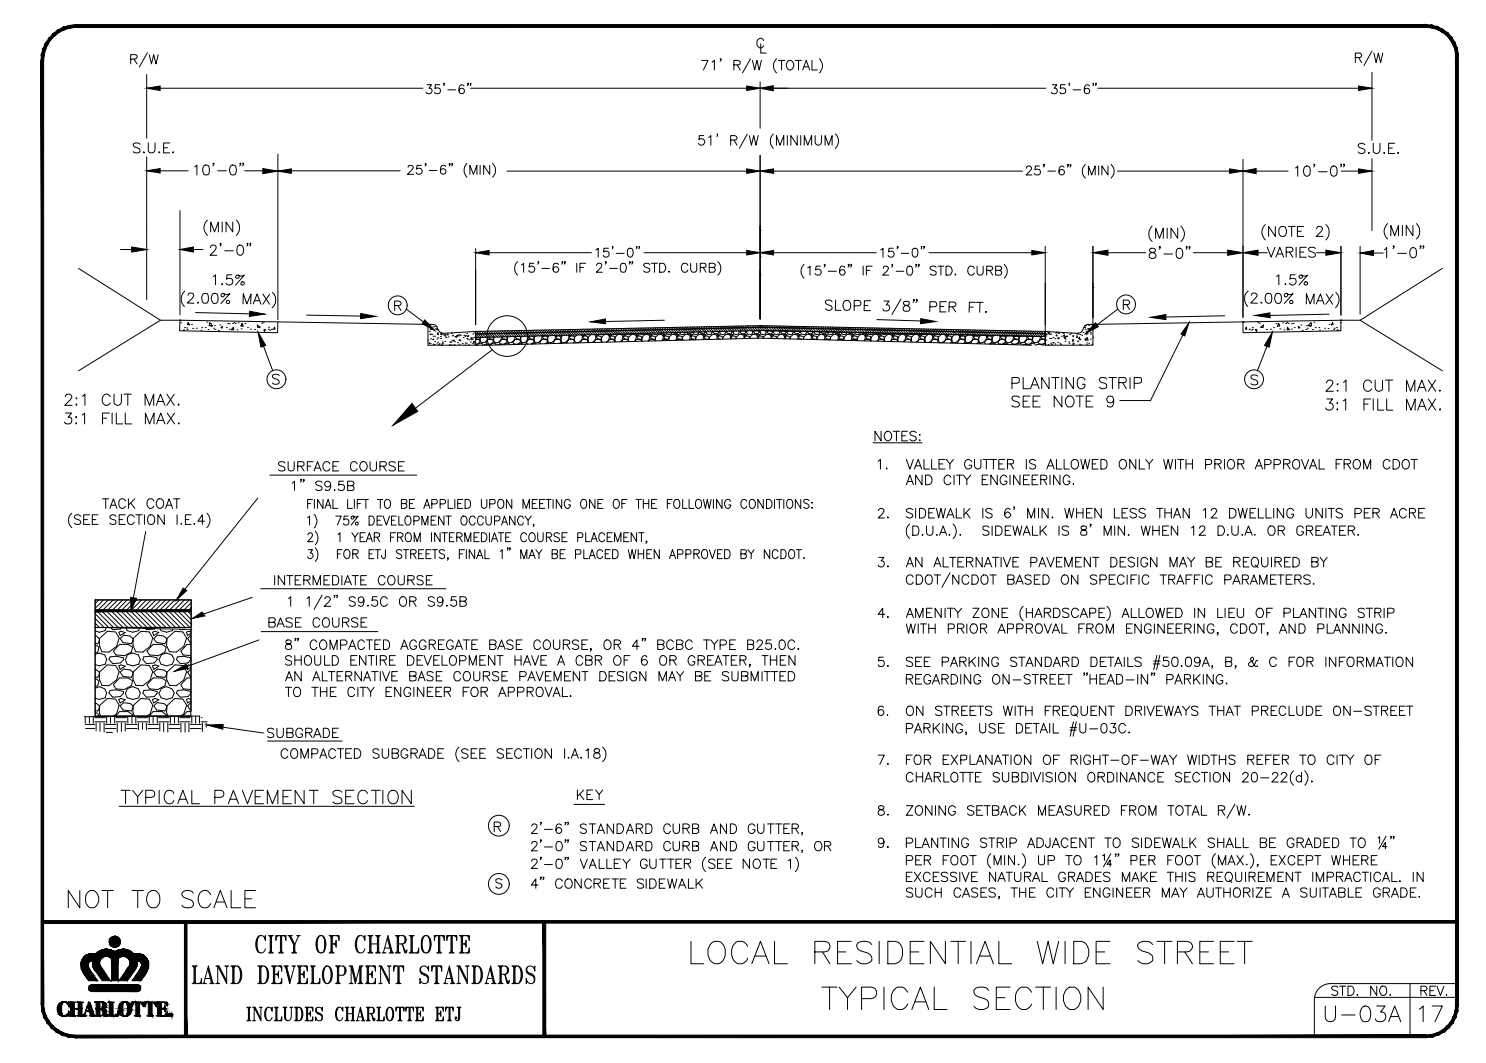 ℄
R/W
71' R/W (TOTAL)
R/W
35'-6"
35'-6"
51' R/W (MINIMUM)
S.U.E.
S.U.E.
10'-0"
25'-6" (MIN)
25'-6" (MIN)
10'-0"
(MIN)
2'-0"
15'-0"
(15'-6" IF 2'-0" STD. CURB)
15'-0"
(15'-6" IF 2'-0" STD. CURB)
(MIN)
8'-0"
(NOTE 2)
VARIES
(MIN)
1'-0"
1.5%
(2.00% MAX)
R
SLOPE 3/8" PER FT.
R
1.5%
(2.00% MAX)
S
S
PLANTING STRIP
SEE NOTE 9
2:1 CUT MAX.
3:1 FILL MAX.
2:1 CUT MAX.
3:1 FILL MAX.
SURFACE COURSE
1" S9.5B
FINAL LIFT TO BE APPLIED UPON MEETING ONE OF THE FOLLOWING CONDITIONS:
1) 75% DEVELOPMENT OCCUPANCY,
2) 1 YEAR FROM INTERMEDIATE COURSE PLACEMENT,
3) FOR ETJ STREETS, FINAL 1" MAY BE PLACED WHEN APPROVED BY NCDOT.
TACK COAT
(SEE SECTION I.E.4)
INTERMEDIATE COURSE
1 1/2" S9.5C OR S9.5B
BASE COURSE
8" COMPACTED AGGREGATE BASE COURSE, OR 4" BCBC TYPE B25.0C.
SHOULD ENTIRE DEVELOPMENT HAVE A CBR OF 6 OR GREATER, THEN
AN ALTERNATIVE BASE COURSE PAVEMENT DESIGN MAY BE SUBMITTED
TO THE CITY ENGINEER FOR APPROVAL.
SUBGRADE
COMPACTED SUBGRADE (SEE SECTION I.A.18)
TYPICAL PAVEMENT SECTION
KEY
R 2'-6" STANDARD CURB AND GUTTER,
2'-0" STANDARD CURB AND GUTTER, OR
2'-0" VALLEY GUTTER (SEE NOTE 1)
S 4" CONCRETE SIDEWALK
NOT TO SCALE
NOTES:
1. VALLEY GUTTER IS ALLOWED ONLY WITH PRIOR APPROVAL FROM CDOT
AND CITY ENGINEERING.
2. SIDEWALK IS 6' MIN. WHEN LESS THAN 12 DWELLING UNITS PER ACRE
(D.U.A.). SIDEWALK IS 8' MIN. WHEN 12 D.U.A. OR GREATER.
3. AN ALTERNATIVE PAVEMENT DESIGN MAY BE REQUIRED BY
CDOT/NCDOT BASED ON SPECIFIC TRAFFIC PARAMETERS.
4. AMENITY ZONE (HARDSCAPE) ALLOWED IN LIEU OF PLANTING STRIP
WITH PRIOR APPROVAL FROM ENGINEERING, CDOT, AND PLANNING.
5. SEE PARKING STANDARD DETAILS #50.09A, B, & C FOR INFORMATION
REGARDING ON-STREET "HEAD-IN" PARKING.
6. ON STREETS WITH FREQUENT DRIVEWAYS THAT PRECLUDE ON-STREET
PARKING, USE DETAIL #U-03C.
7. FOR EXPLANATION OF RIGHT-OF-WAY WIDTHS REFER TO CITY OF
CHARLOTTE SUBDIVISION ORDINANCE SECTION 20-22(d).
8. ZONING SETBACK MEASURED FROM TOTAL R/W.
9. PLANTING STRIP ADJACENT TO SIDEWALK SHALL BE GRADED TO ¼"
PER FOOT (MIN.) UP TO 1¼" PER FOOT (MAX.), EXCEPT WHERE
EXCESSIVE NATURAL GRADES MAKE THIS REQUIREMENT IMPRACTICAL. IN
SUCH CASES, THE CITY ENGINEER MAY AUTHORIZE A SUITABLE GRADE.
CHARLOTTE.
CITY OF CHARLOTTE
LAND DEVELOPMENT STANDARDS
INCLUDES CHARLOTTE ETJ
LOCAL RESIDENTIAL WIDE STREET
TYPICAL SECTION
STD. NO. REV.
U-03A 17